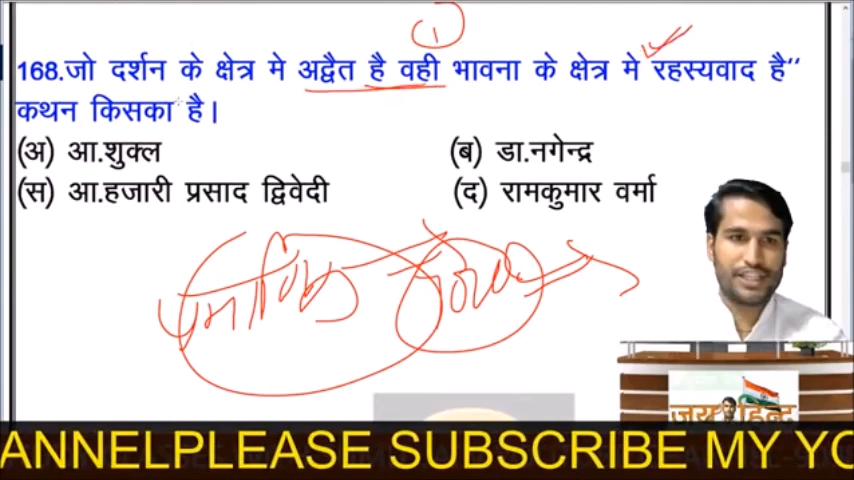 168.जो दर्शन के क्षेत्र मे अद्वैत है वही भावना के क्षेत्र मे रहस्यवाद है“
कथन किसका है।
(अ) आ.शुक्ल
(ब) डा.नगेन्द्र
(स) आ.हजारी प्रसाद द्विवेदी
(द) रामकुमार वर्मा
जय हिन्द
ANNELPLEASE SUBSCRIBE MY YO